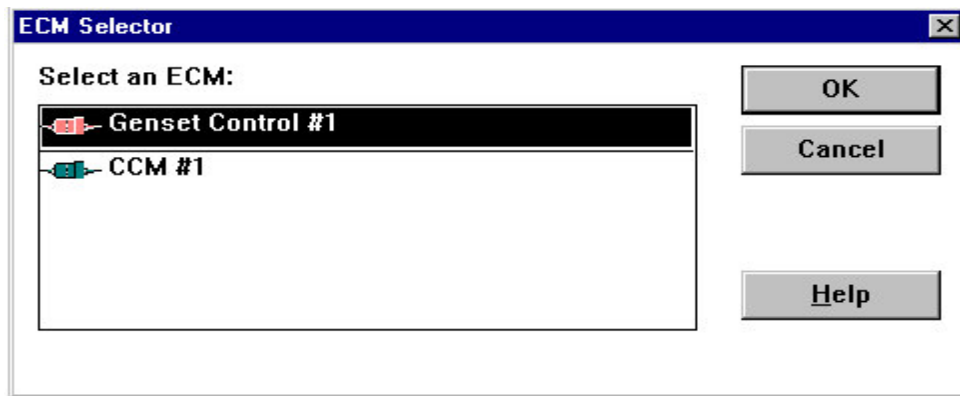 ECM Selector
Select an ECM:
Genset Control #1
CCM #1
OK
Cancel
Help